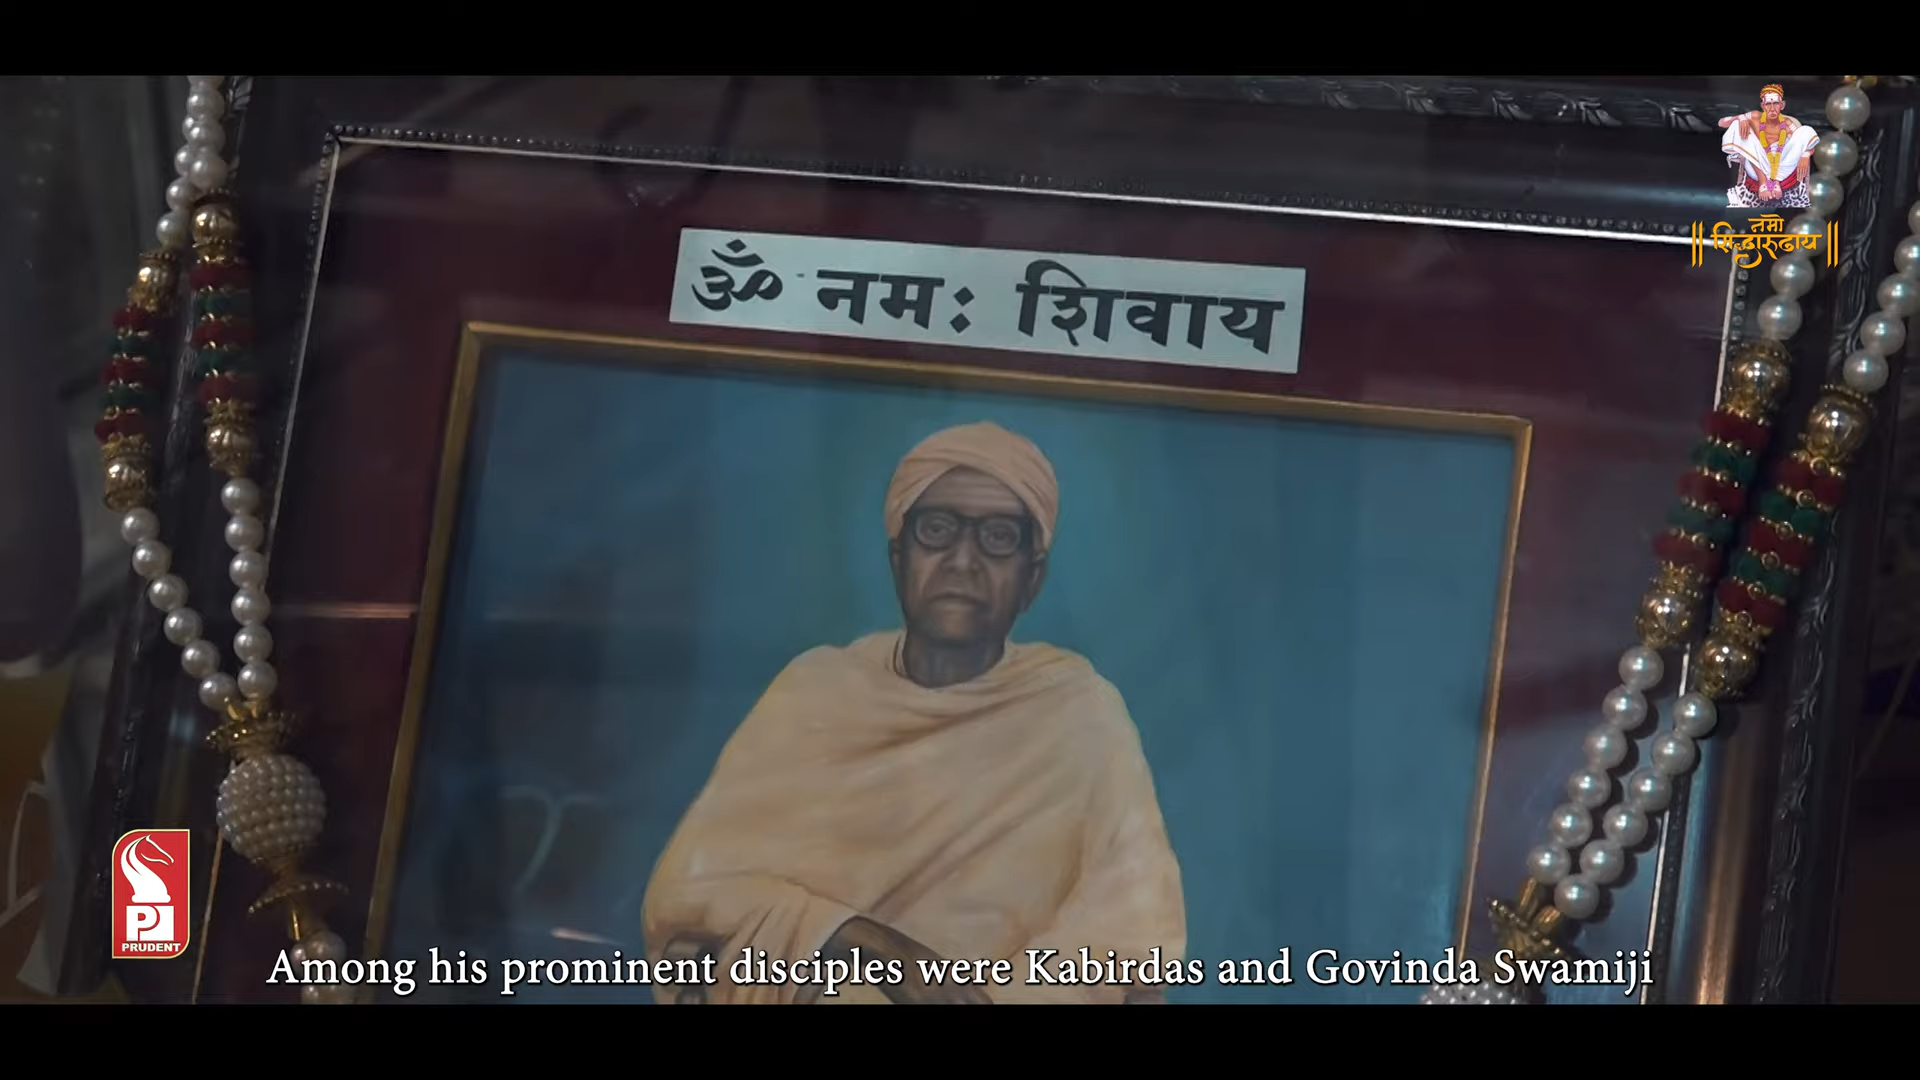 नमो
|| सिद्धारूढाय ||
ॐ नमः शिवाय
PRUDENT
Among his prominent disciples were Kabirdas and Govinda Swamiji